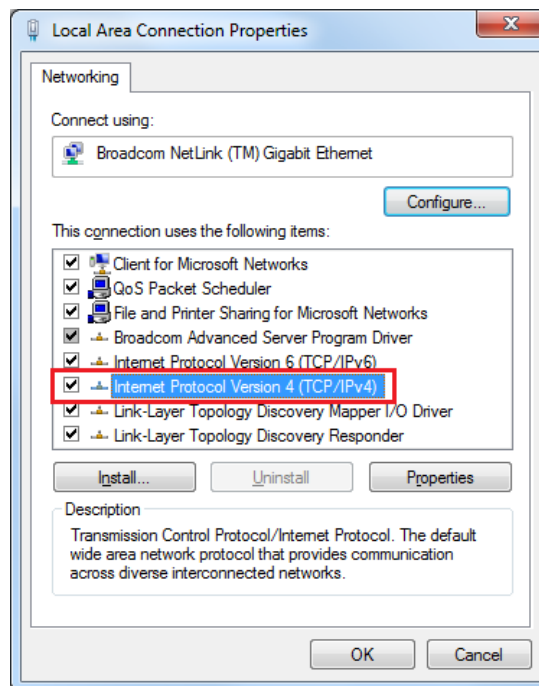 Local Area Connection Properties
Networking
Connect using:
Broadcom NetLink (TM) Gigabit Ethernet
Configure...
This connection uses the following items:
Client for Microsoft Networks
QoS Packet Scheduler
File and Printer Sharing for Microsoft Networks
Broadcom Advanced Server Program Driver
Internet Protocol Version 6 (TCP/IPv6)
Internet Protocol Version 4 (TCP/IPv4)
Link-Layer Topology Discovery Mapper I/O Driver
Link-Layer Topology Discovery Responder
Install... Uninstall Properties
Description
Transmission Control Protocol/Internet Protocol. The default
wide area network protocol that provides communication
across diverse interconnected networks.
OK Cancel